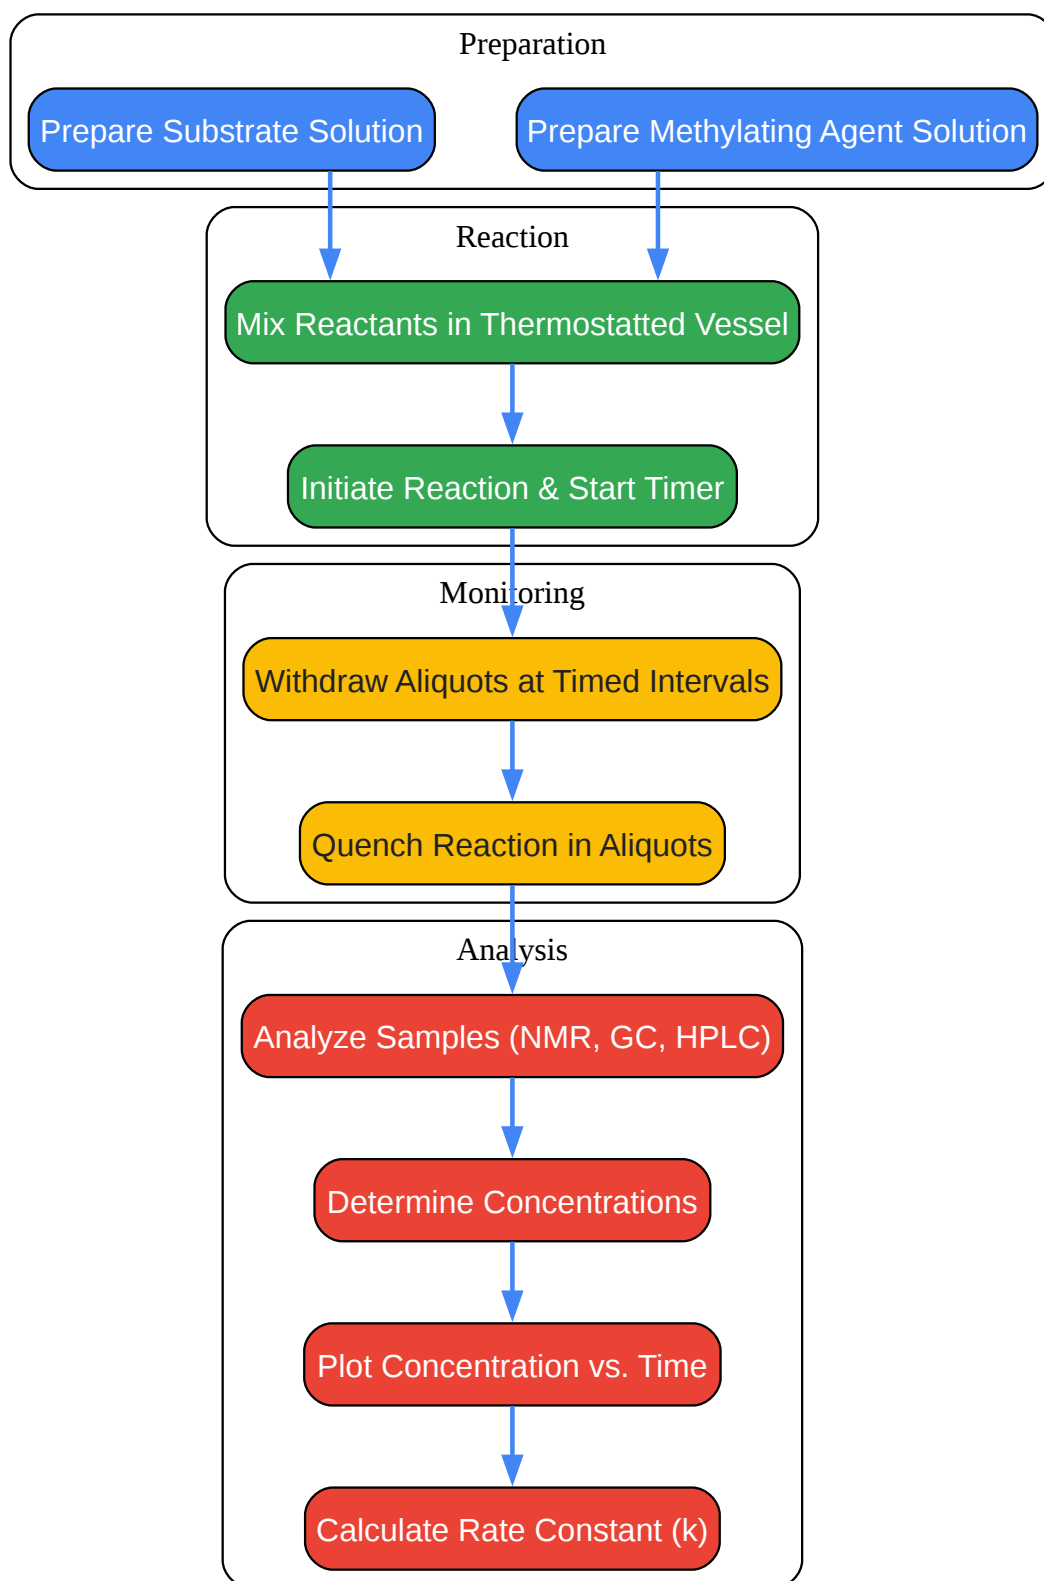 Preparation
Prepare Substrate Solution
Prepare Methylating Agent Solution
Reaction
Mix Reactants in Thermostatted Vessel
Initiate Reaction & Start Timer
Monitoring
Withdraw Aliquots at Timed Intervals
Quench Reaction in Aliquots
Analysis
Analyze Samples (NMR, GC, HPLC)
Determine Concentrations
Plot Concentration vs. Time
Calculate Rate Constant (k)